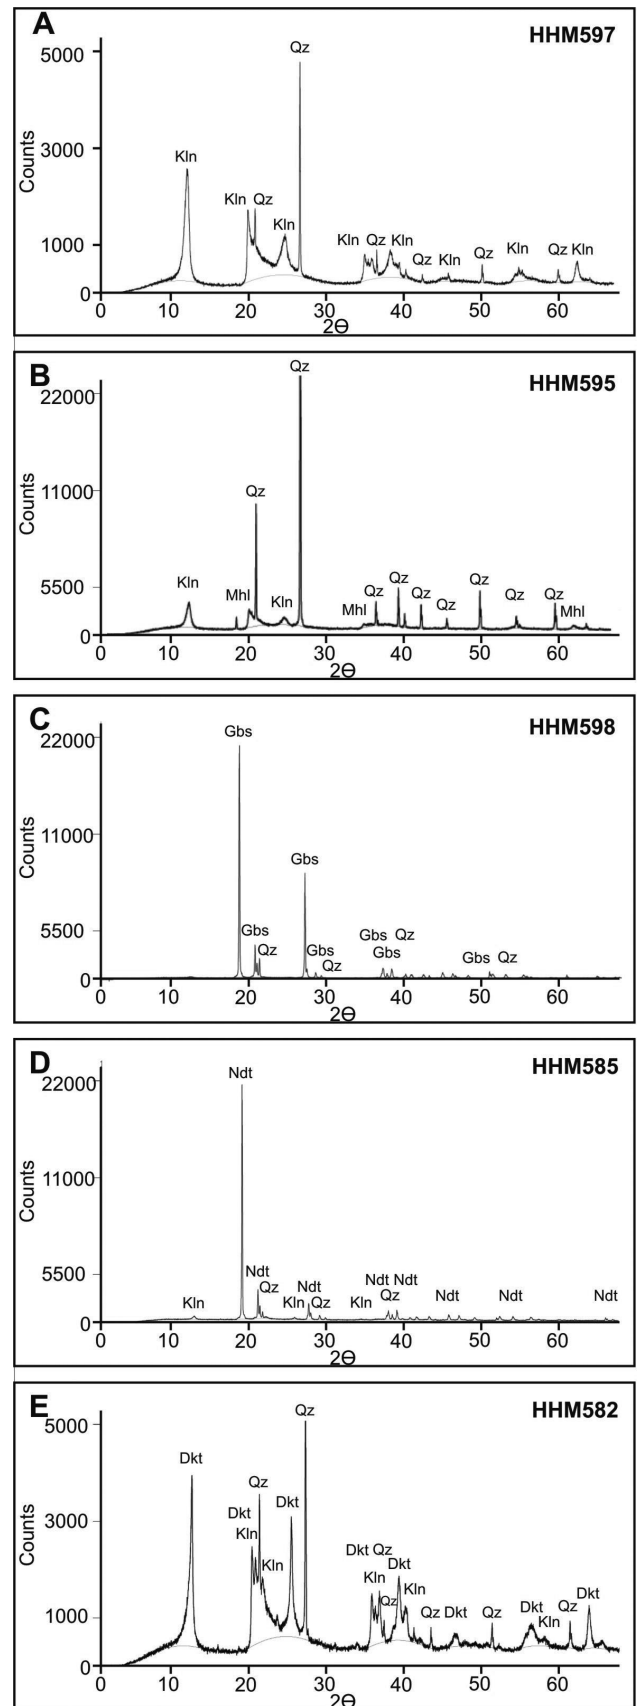 A
HHM597
Qz
5000
3000
1000
0
Counts
Kln
Kln Qz
Kln
Kln Qz Kln
Qz Kln
Qz
Kln
Qz Kln
0 10 20 30 40 50 60
2Θ
B
HHM595
Qz
22000
11000
5500
0
Counts
Kln
Mhl
Qz
Kln
Mhl
Qz
Qz
Qz
Qz
Qz
Qz
Qz
Mhl
0 10 20 30 40 50 60
2Θ
C
HHM598
22000
11000
5500
0
Counts
Gbs
Gbs
Gbs
Qz
Gbs
Qz
Gbs Qz
Gbs
Gbs Qz
0 10 20 30 40 50 60
2Θ
D
HHM585
22000
11000
5500
0
Counts
Ndt
Kln
Ndt
Qz
Ndt
Kln Qz
Kln
Ndt Ndt
Qz
Ndt
Ndt
Ndt
0 10 20 30 40 50 60
2Θ
E
HHM582
Qz
5000
3000
1000
0
Counts
Dkt
Qz
Dkt
Dkt
Kln
Kln
Dkt Qz
Dkt
Kln
Kln
Qz
Qz Dkt
Qz
Dkt
Kln
Qz
Dkt
0 10 20 30 40 50 60
2Θ